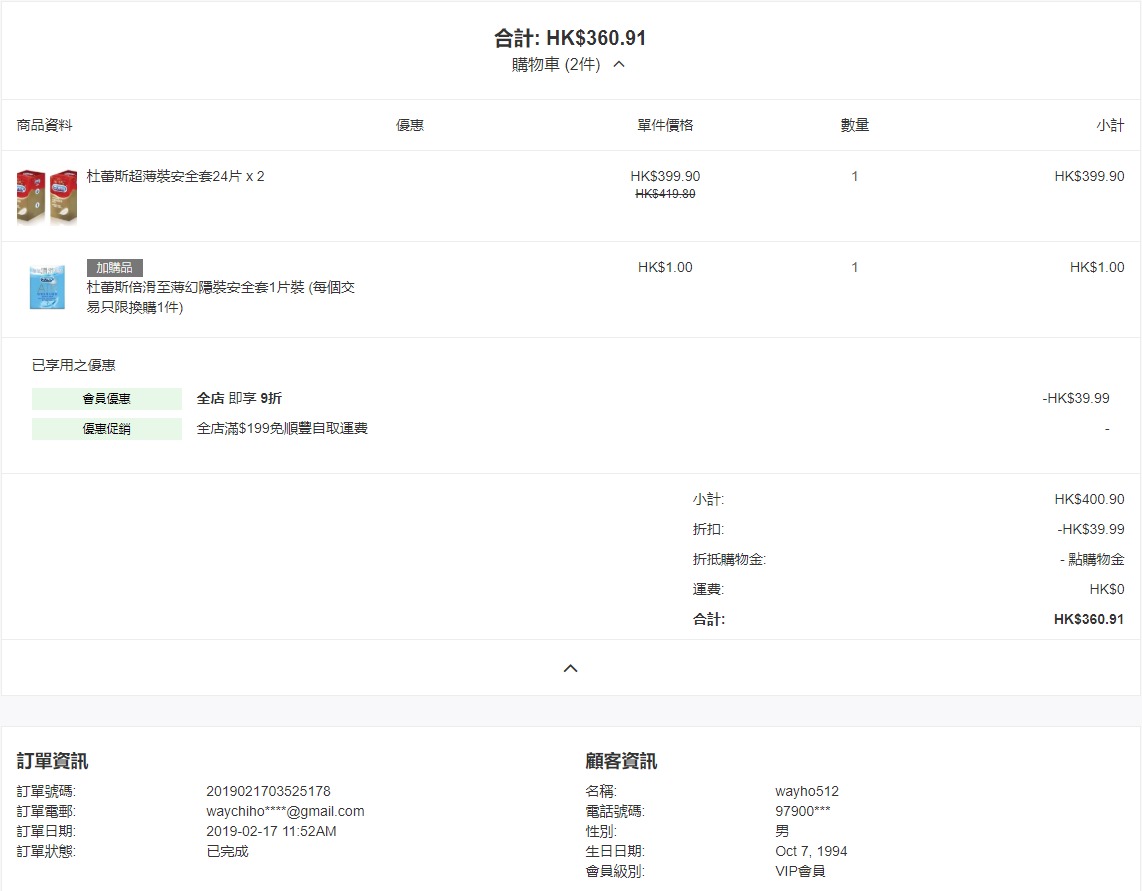 合計: HK$360.91
購物車 (2件)
商品資料 優惠 單件價格 數量 小計
杜蕾斯超薄裝安全套24片 x 2 HK$399.90 1 HK$399.90
HK$419.80
加購品 HK$1.00 1 HK$1.00
杜蕾斯倍滑至薄幻隱裝安全套1片裝 (每個交
易只限換購1件)
已享用之優惠
會員優惠 全店 即享 9折 -HK$39.99
優惠促銷 全店滿$199免順豐自取運費 -
小計: HK$400.90
折扣: -HK$39.99
折抵購物金: - 點購物金
運費: HK$0
合計: HK$360.91
訂單資訊
訂單號碼: 2019021703525178
訂單電郵: waychiho****@gmail.com
訂單日期: 2019-02-17 11:52AM
訂單狀態: 已完成
顧客資訊
名稱: wayho512
電話號碼: 97900***
性別: 男
生日日期: Oct 7, 1994
會員級別: VIP會員